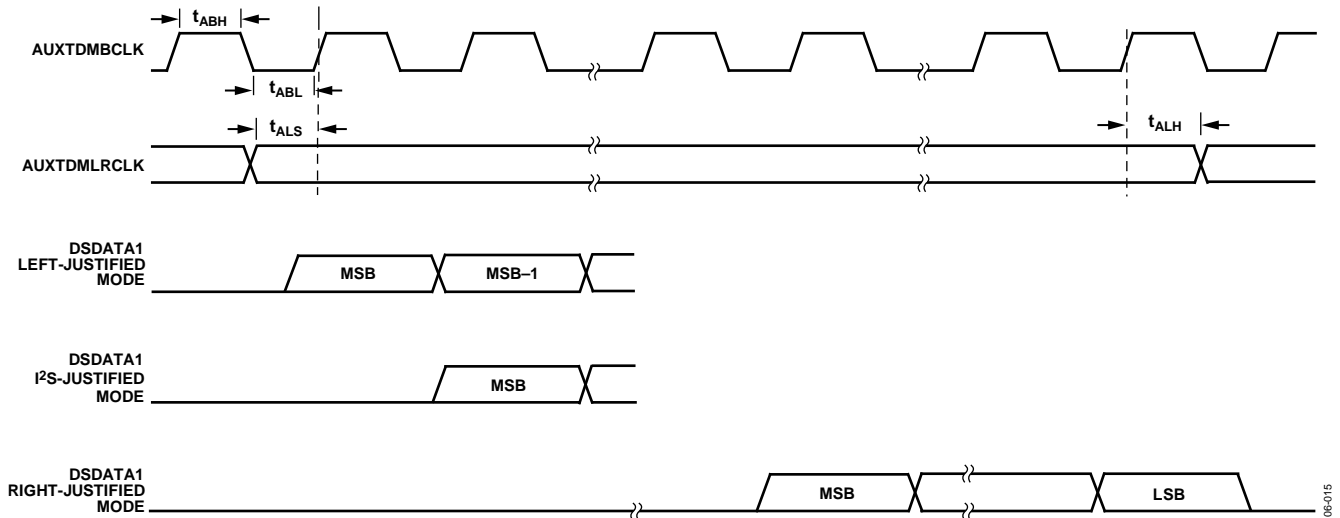 tABH
AUXTDMBCLK
tABL
tALS
tALH
AUXTDMLRCLK
DSDATA1
LEFT-JUSTIFIED
MODE
MSB
MSB–1
DSDATA1
I²S-JUSTIFIED
MODE
MSB
DSDATA1
RIGHT-JUSTIFIED
MODE
MSB
LSB
06-015